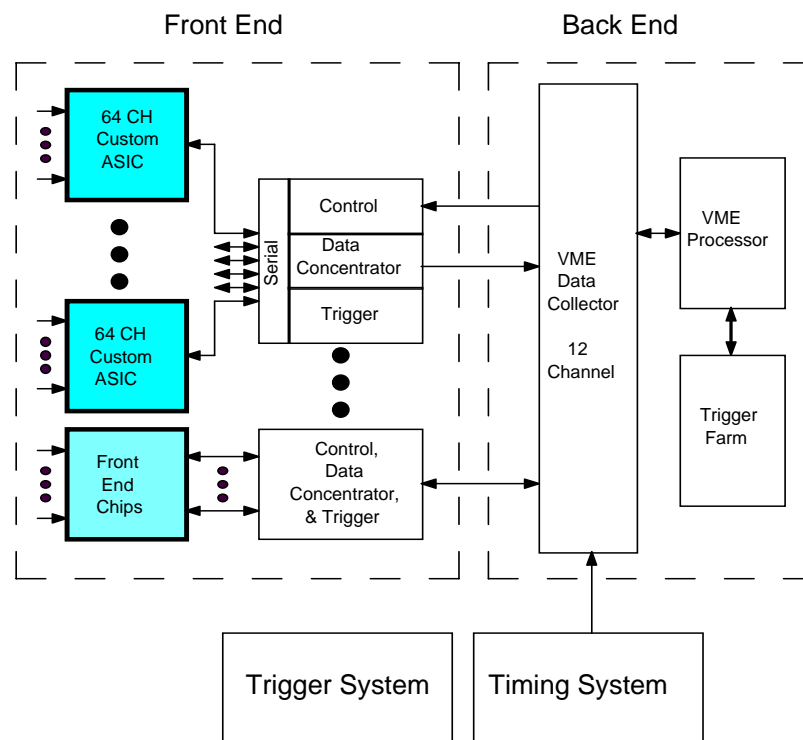 Front End
Back End
64 CH
Custom
ASIC
Serial
Control
Data
Concentrator
Trigger
64 CH
Custom
ASIC
Front
End
Chips
Control,
Data
Concentrator,
& Trigger
VME
Data
Collector
12
Channel
VME
Processor
Trigger
Farm
Trigger System
Timing System